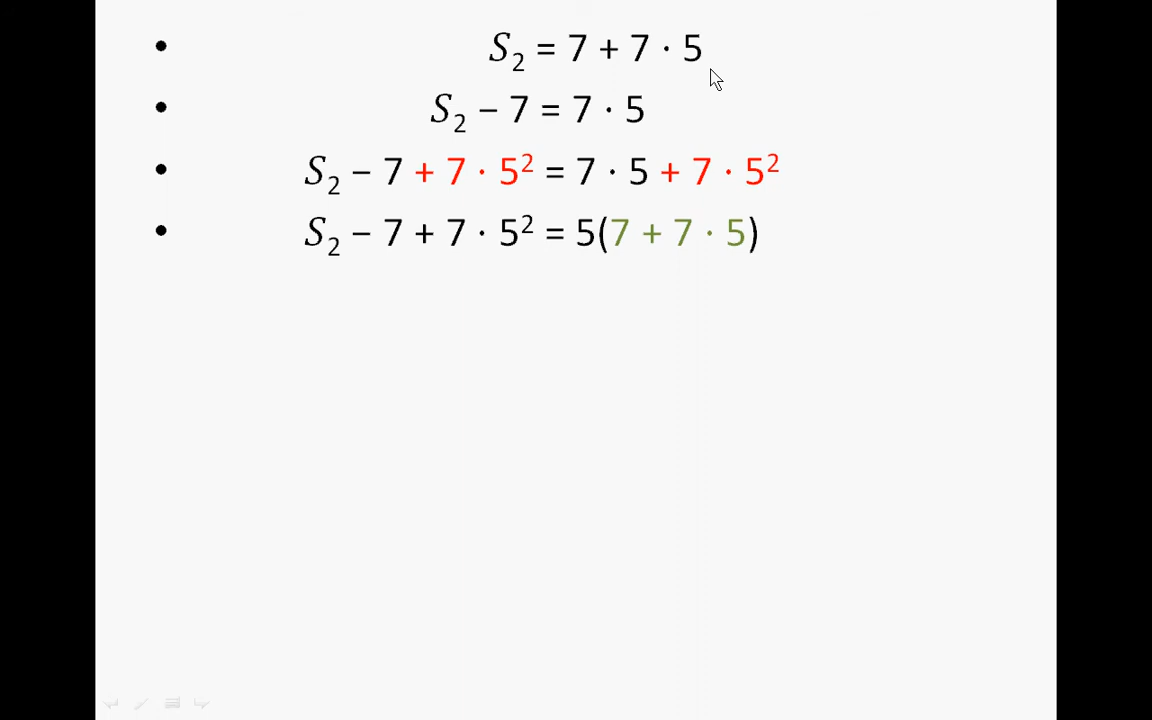 • S₂ = 7 + 7 · 5
• S₂ − 7 = 7 · 5
• S₂ − 7 + 7 · 5² = 7 · 5 + 7 · 5²
• S₂ − 7 + 7 · 5² = 5(7 + 7 · 5)